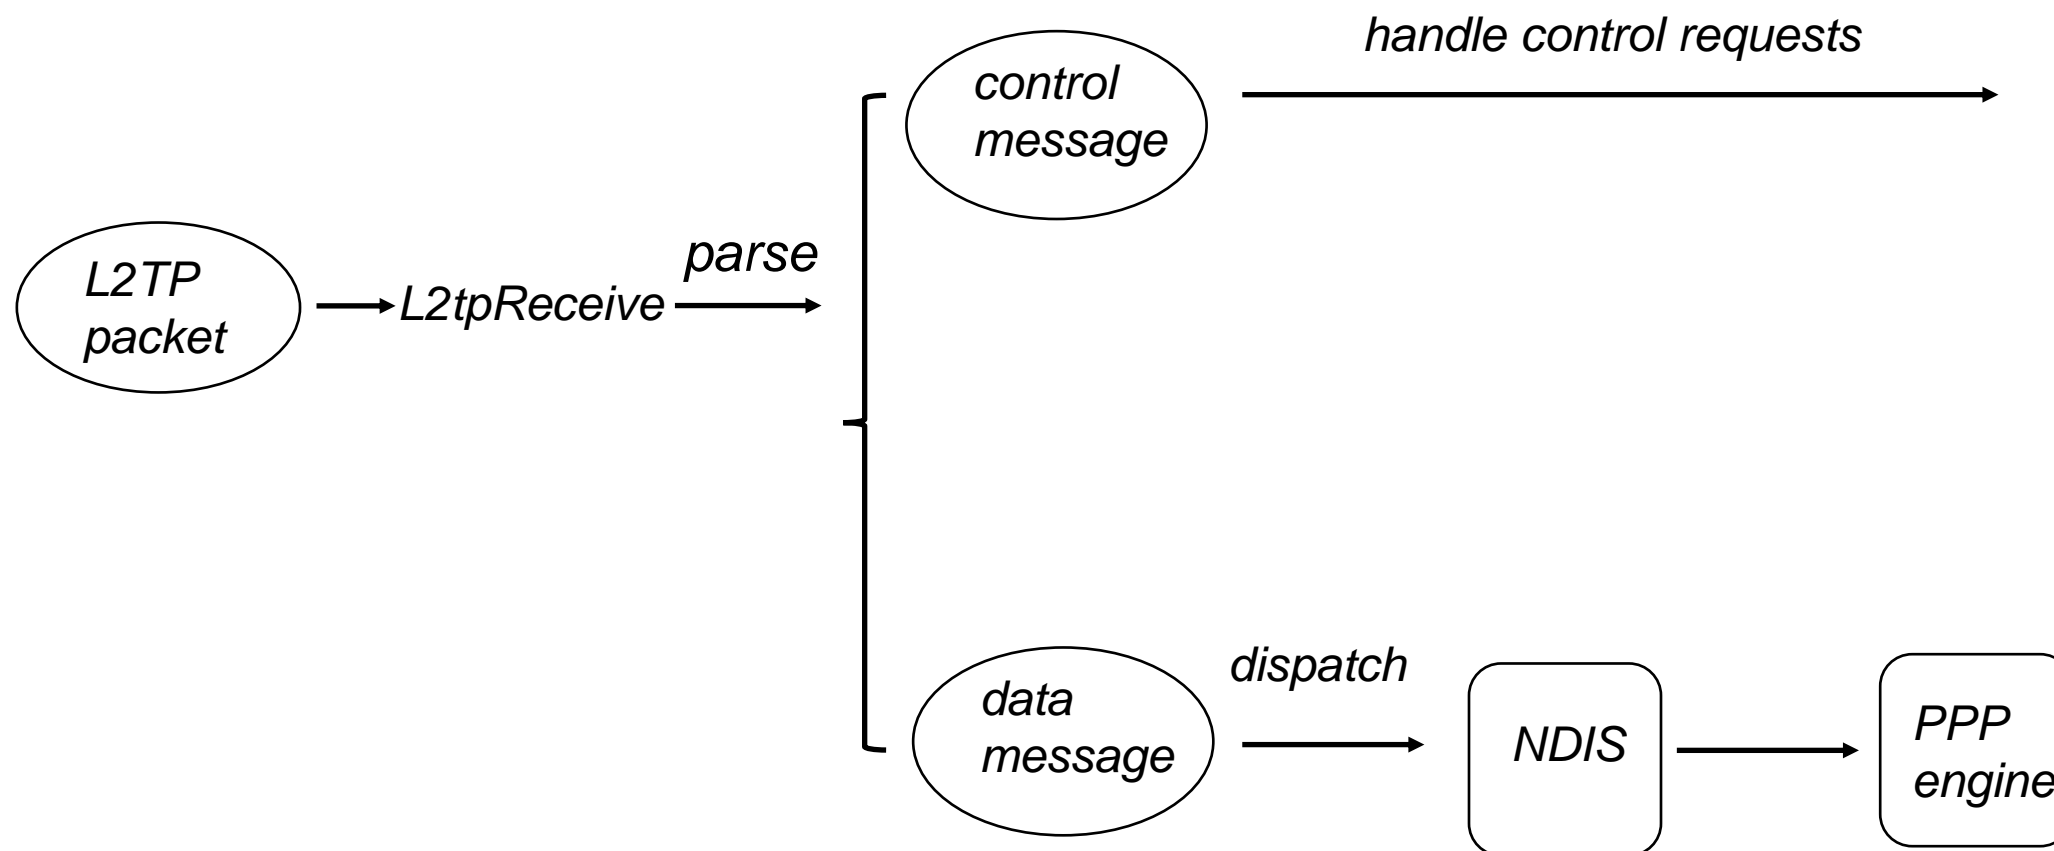 handle control requests
control
message
L2TP
packet
L2tpReceive
parse
data
message
dispatch
NDIS
PPP
engine